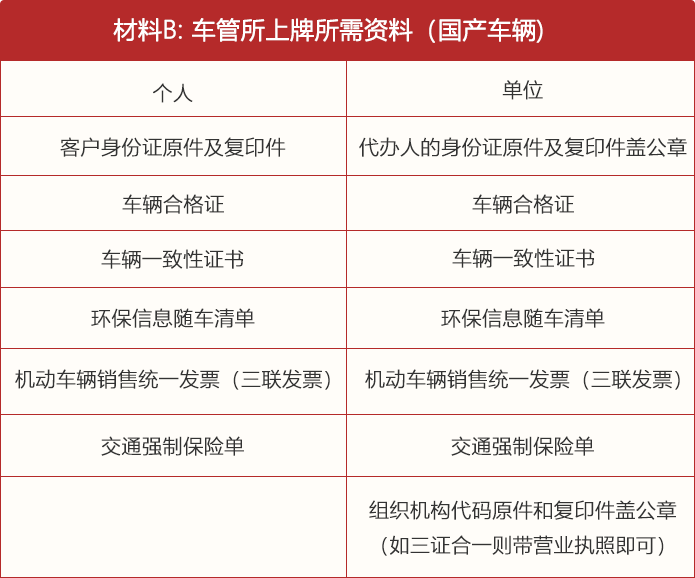 材料B: 车管所上牌所需资料（国产车辆)
个人
单位
客户身份证原件及复印件
代办人的身份证原件及复印件盖公章
车辆合格证
车辆合格证
车辆一致性证书
车辆一致性证书
环保信息随车清单
环保信息随车清单
机动车辆销售统一发票（三联发票）
机动车辆销售统一发票（三联发票）
交通强制保险单
交通强制保险单
组织机构代码原件和复印件盖公章
（如三证合一则带营业执照即可）